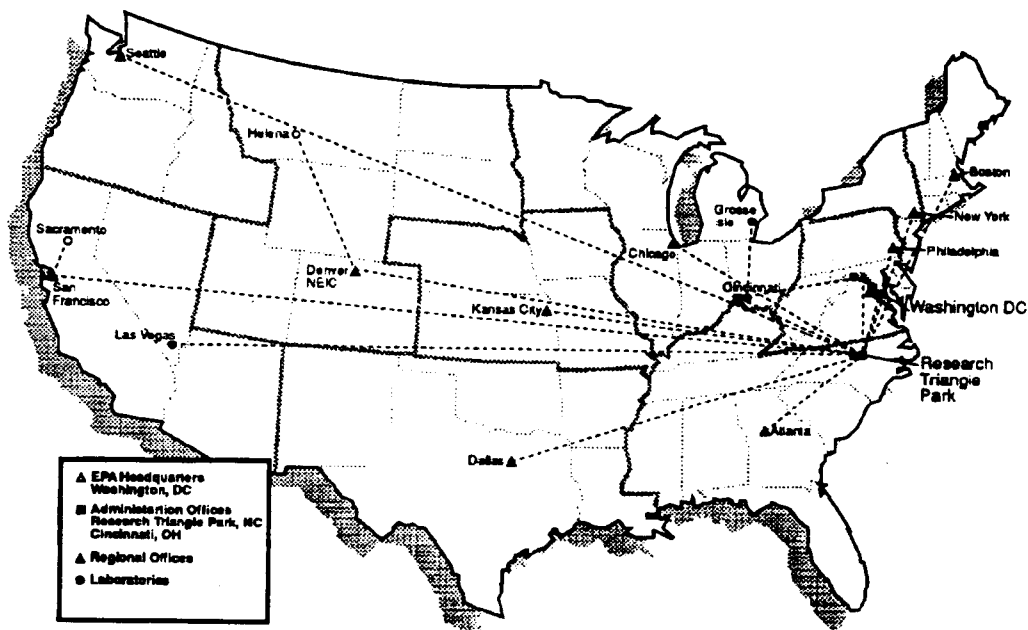 Seattle
Helena
Boston
Grosse
sie
New York
Sacramento
Chicago
Philadelphia
Denver
NEIC
San
Francisco
Cincinnati
Kansas City
Washington DC
Las Vegas
Research
Triangle
Park
Atlanta
Dallas
EPA Headquarters
Washington, DC
Administartion Offices
Research Triangle Park, NC
Cincinnati, OH
Regional Offices
Laboratories